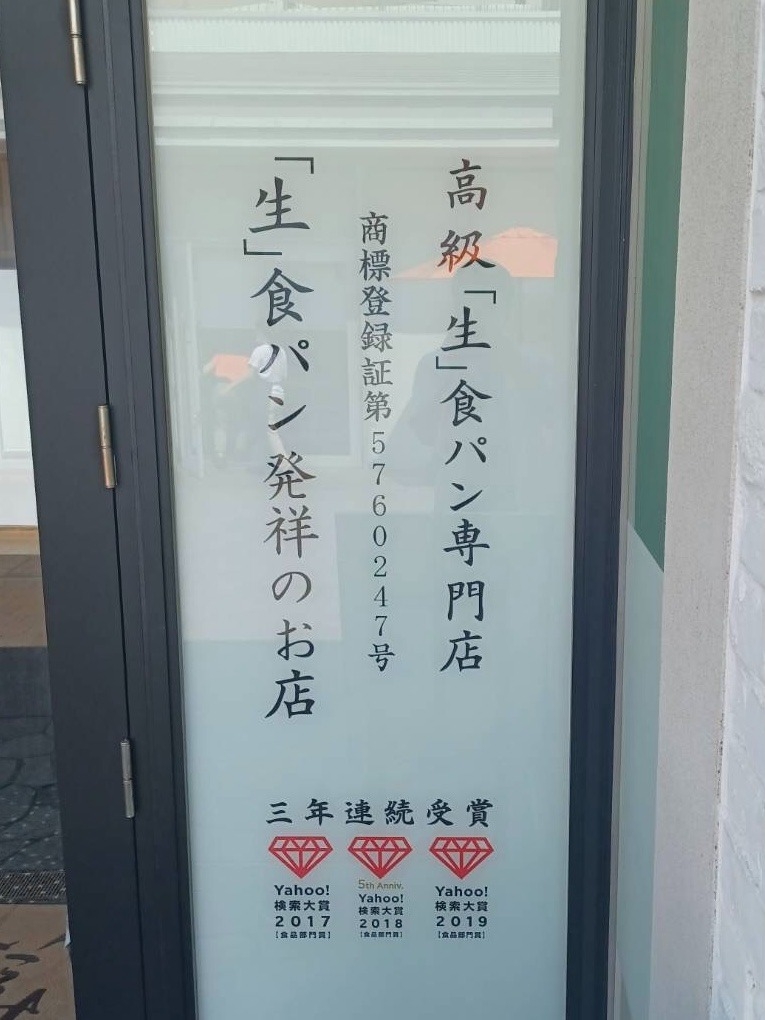 高級「生」食パン専門店
商標登録証第5760247号
「生」食パン発祥のお店
三年連続受賞
Yahoo!
検索大賞
2017
【食品部門賞】
5th Anniv.
Yahoo!
検索大賞
2018
【食品部門賞】
Yahoo!
検索大賞
2019
【食品部門賞】